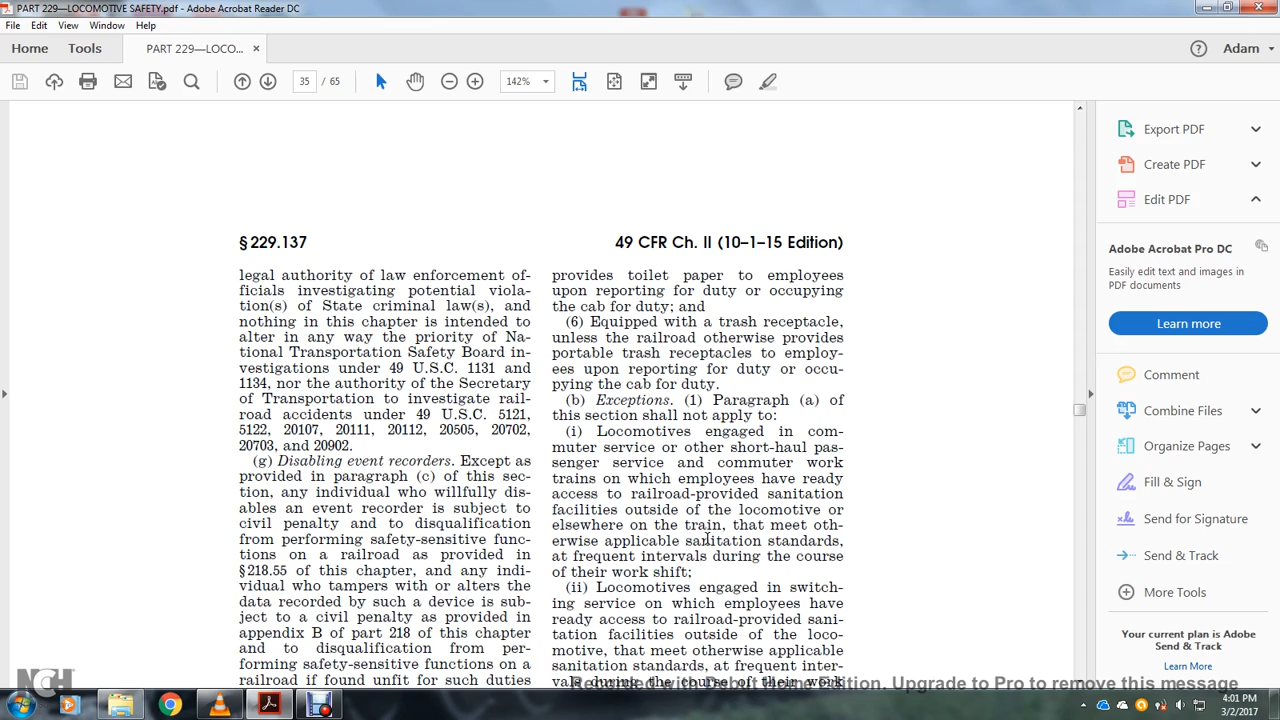 PART 229—LOCOMOTIVE SAFETY.pdf - Adobe Acrobat Reader DC
File Edit View Window Help
Home Tools PART 229—LOCO... ×
Adam
35 / 65
142%
§ 229.137
49 CFR Ch. II (10–1–15 Edition)
legal authority of law enforcement of-
ficials investigating potential viola-
tion(s) of State criminal law(s), and
nothing in this chapter is intended to
alter in any way the priority of Na-
tional Transportation Safety Board in-
vestigations under 49 U.S.C. 1131 and
1134, nor the authority of the Secretary
of Transportation to investigate rail-
road accidents under 49 U.S.C. 5121,
5122, 20107, 20111, 20112, 20505, 20702,
20703, and 20902.
(g) Disabling event recorders. Except as
provided in paragraph (c) of this sec-
tion, any individual who willfully dis-
ables an event recorder is subject to
civil penalty and to disqualification
from performing safety-sensitive func-
tions on a railroad as provided in
§ 218.55 of this chapter, and any indi-
vidual who tampers with or alters the
data recorded by such a device is sub-
ject to a civil penalty as provided in
appendix B of part 218 of this chapter
and to disqualification from per-
forming safety-sensitive functions on a
railroad if found unfit for such duties
provides toilet paper to employees
upon reporting for duty or occupying
the cab for duty; and
(6) Equipped with a trash receptacle,
unless the railroad otherwise provides
portable trash receptacles to employ-
ees upon reporting for duty or occu-
pying the cab for duty.
(b) Exceptions. (1) Paragraph (a) of
this section shall not apply to:
(i) Locomotives engaged in com-
muter service or other short-haul pas-
senger service and commuter work
trains on which employees have ready
access to railroad-provided sanitation
facilities outside of the locomotive or
elsewhere on the train, that meet oth-
erwise applicable sanitation standards,
at frequent intervals during the course
of their work shift;
(ii) Locomotives engaged in switch-
ing service on which employees have
ready access to railroad-provided sani-
tation facilities outside of the loco-
motive, that meet otherwise applicable
sanitation standards, at frequent inter-
vals during the course of their work
Export PDF
Create PDF
Edit PDF
Adobe Acrobat Pro DC
Easily edit text and images in
PDF documents
Learn more
Comment
Combine Files
Organize Pages
Fill & Sign
Send for Signature
Send & Track
More Tools
Your current plan is Adobe
Send & Track
Learn More
NCH
Recorded with Debut Home Edition. Upgrade to Pro to remove this message
4:01 PM
3/2/2017